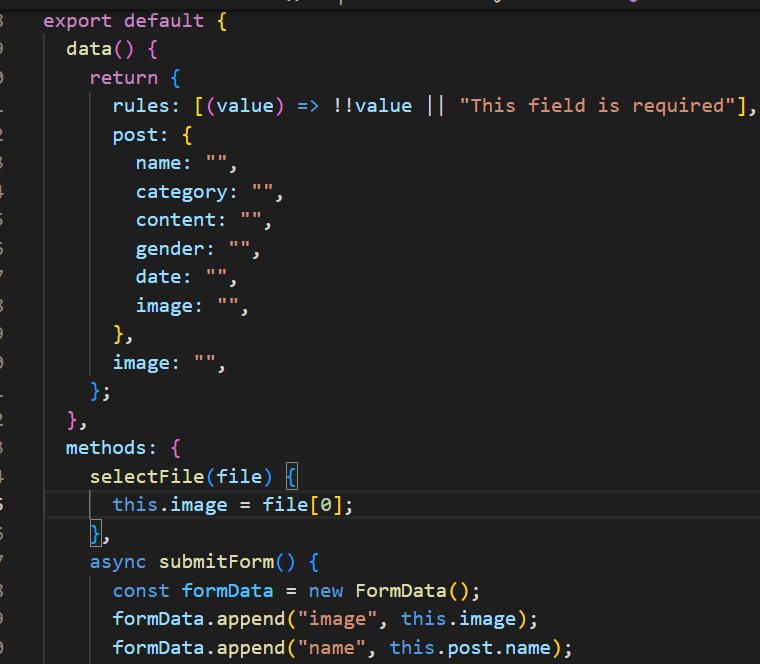 export default {
data() {
return {
rules: [(value) => !!value || "This field is required"],
post: {
name: "",
category: "",
content: "",
gender: "",
date: "",
image: "",
},
image: "",
};
},
methods: {
selectFile(file) {
this.image = file[0];
},
async submitForm() {
const formData = new FormData();
formData.append("image", this.image);
formData.append("name", this.post.name);